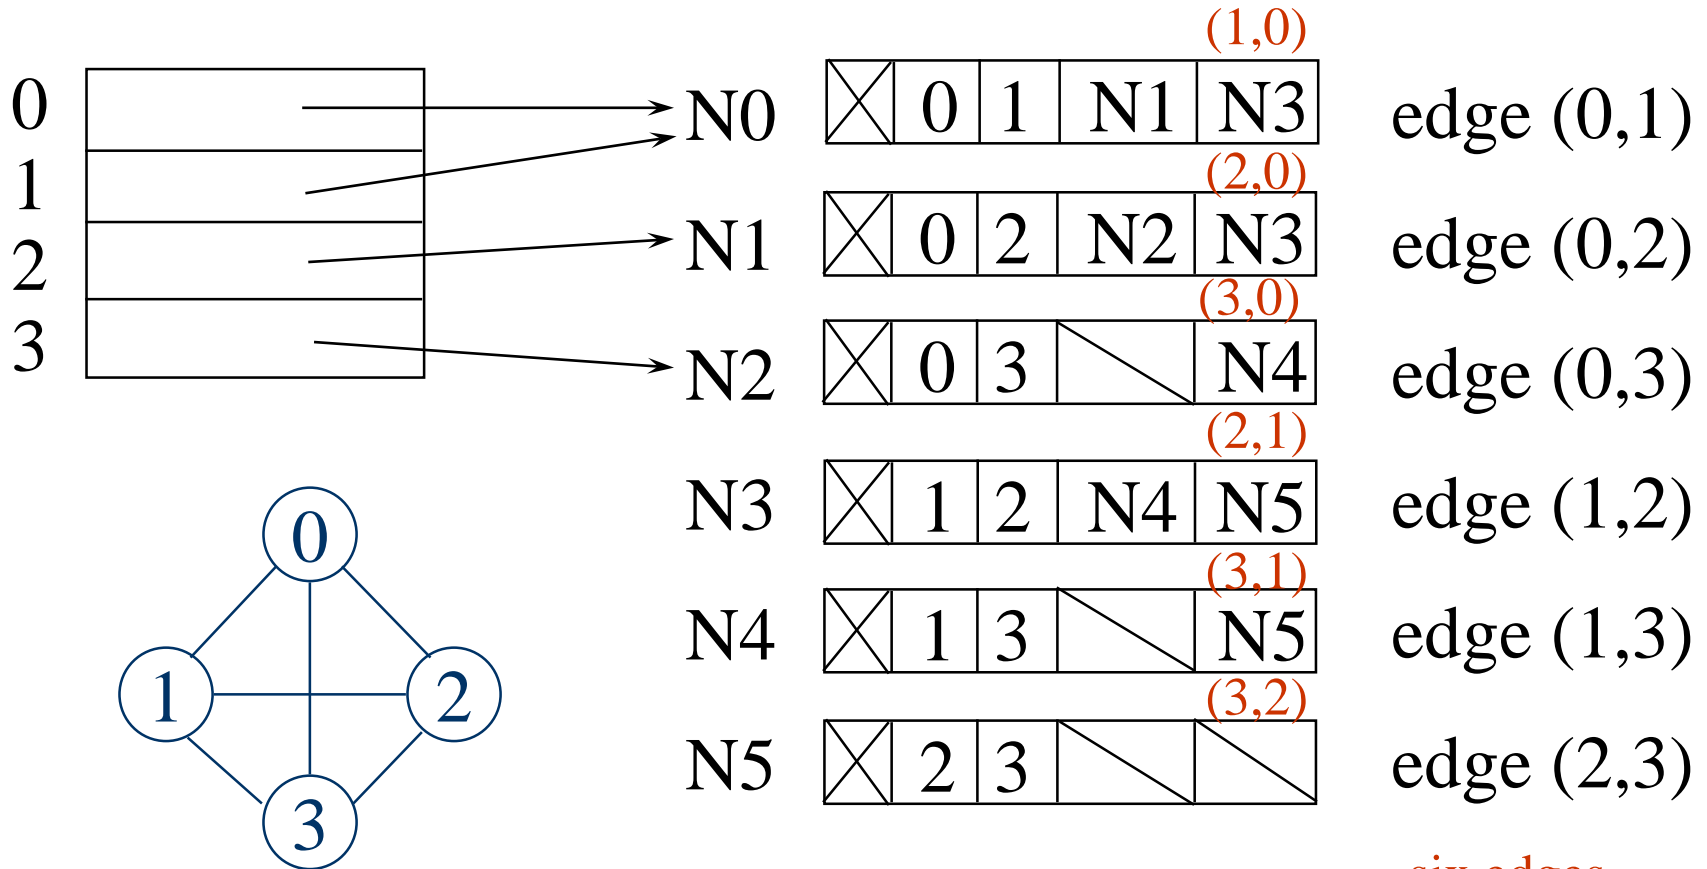 (1,0)
0 N0 0 1 N1 N3 edge (0,1)
1
(2,0)
2 N1 0 2 N2 N3 edge (0,2)
(3,0)
3 N2 0 3 N4 edge (0,3)
(2,1)
N3 1 2 N4 N5 edge (1,2)
(3,1)
N4 1 3 N5 edge (1,3)
(3,2)
N5 2 3 edge (2,3)
0
1 2
3
six edges